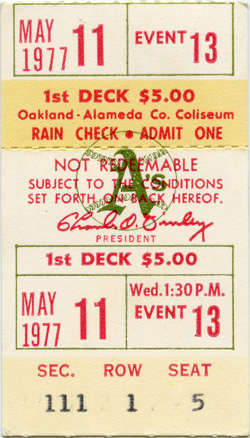 MAY 1977 11 EVENT 13
1st DECK $5.00
Oakland-Alameda Co. Coliseum
RAIN CHECK • ADMIT ONE
NOT REDEEMABLE
A's
SUBJECT TO THE CONDITIONS
SET FORTH ON BACK HEREOF.
Charles O. Finley
PRESIDENT
1st DECK $5.00
MAY 1977 11 Wed. 1:30 P.M. EVENT 13
SEC. ROW SEAT
111 1 5